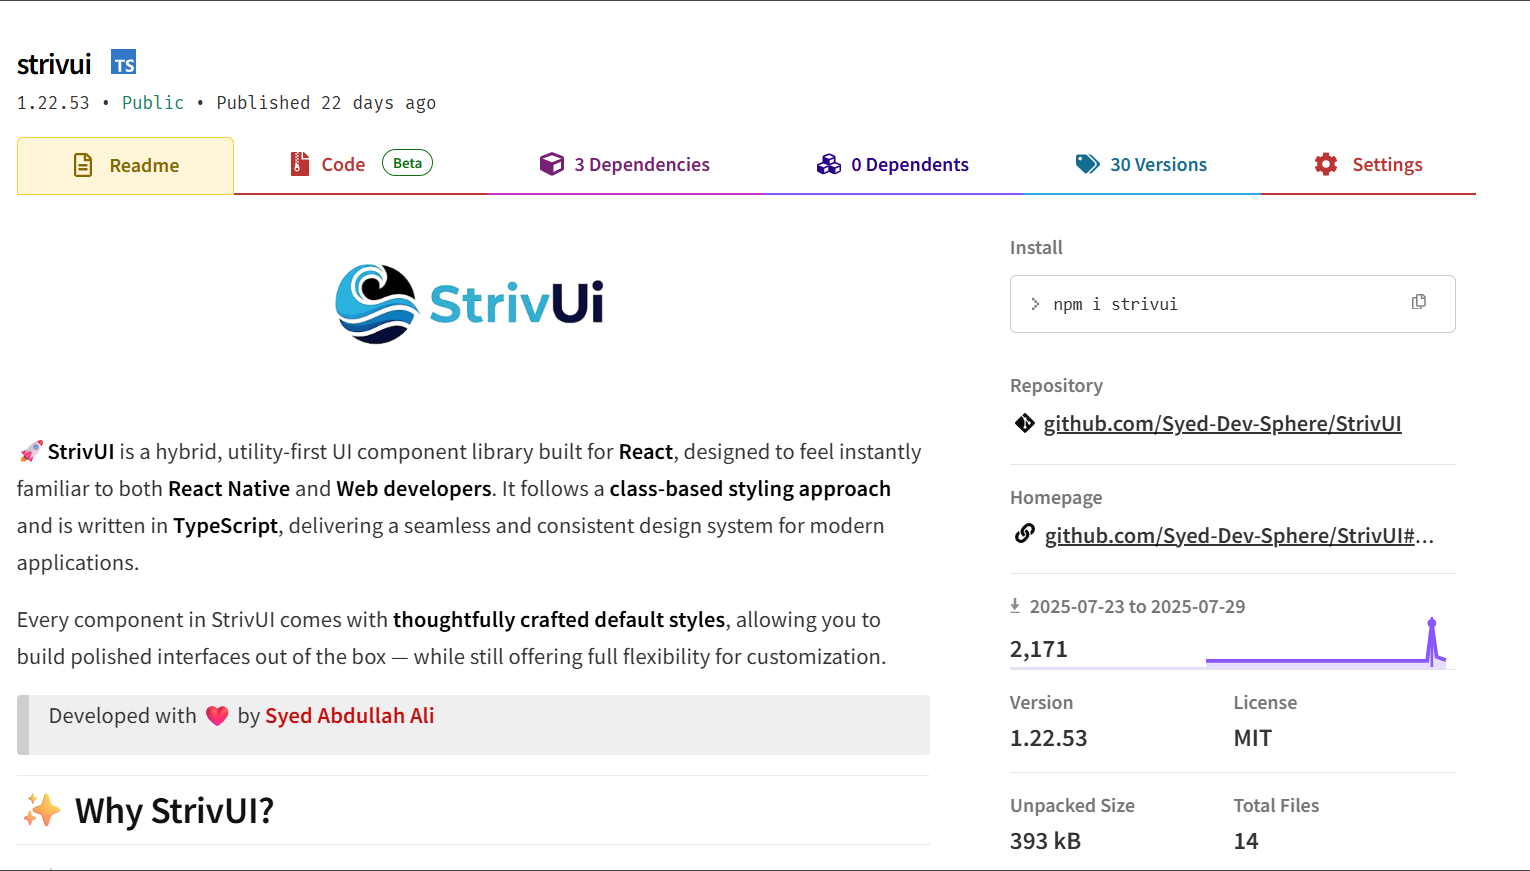 strivui TS
1.22.53 • Public • Published 22 days ago
Readme
Code Beta
3 Dependencies
0 Dependents
30 Versions
Settings
StrivUi
🚀 StrivUI is a hybrid, utility-first UI component library built for React, designed to feel instantly
familiar to both React Native and Web developers. It follows a class-based styling approach
and is written in TypeScript, delivering a seamless and consistent design system for modern
applications.
Every component in StrivUI comes with thoughtfully crafted default styles, allowing you to
build polished interfaces out of the box — while still offering full flexibility for customization.
Developed with ❤️ by Syed Abdullah Ali
✨ Why StrivUI?
Install
> npm i strivui
Repository
github.com/Syed-Dev-Sphere/StrivUI
Homepage
github.com/Syed-Dev-Sphere/StrivUI#...
2025-07-23 to 2025-07-29
2,171
Version
1.22.53
License
MIT
Unpacked Size
393 kB
Total Files
14